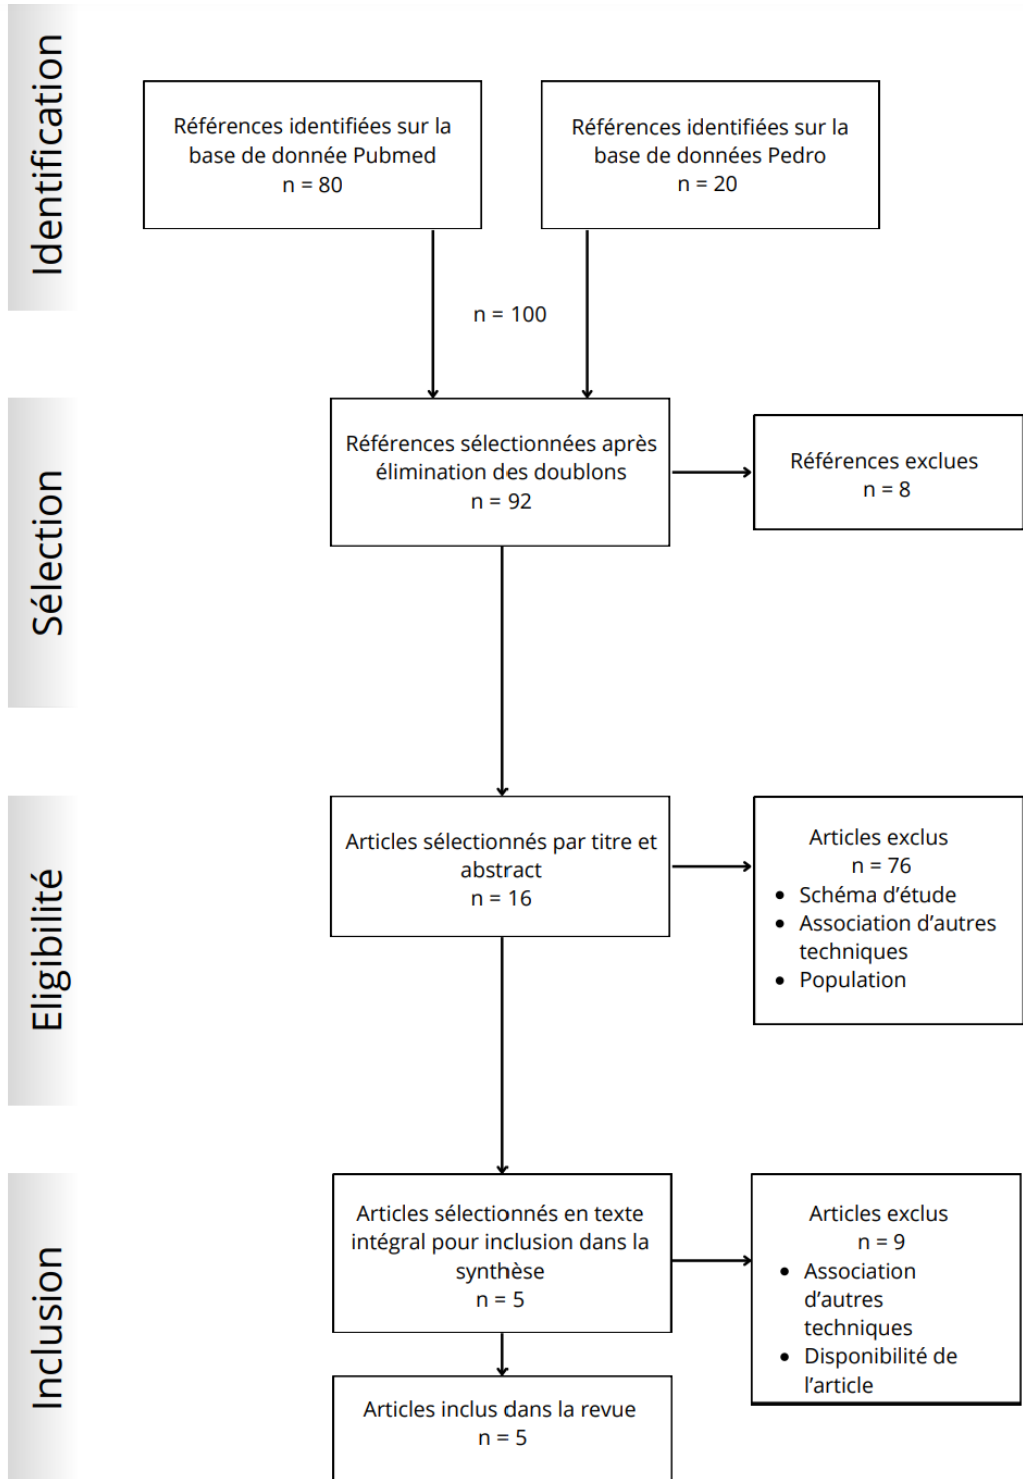 Identification
Références identifiées sur la
base de donnée Pubmed
n = 80
Références identifiées sur la
base de données Pedro
n = 20
n = 100
Sélection
Références sélectionnées après
élimination des doublons
n = 92
Références exclues
n = 8
Eligibilité
Articles sélectionnés par titre et
abstract
n = 16
Articles exclus
n = 76
• Schéma d’étude
• Association d’autres
techniques
• Population
Inclusion
Articles sélectionnés en texte
intégral pour inclusion dans la
synthèse
n = 5
Articles exclus
n = 9
• Association
d’autres
techniques
• Disponibilité de
l’article
Articles inclus dans la revue
n = 5